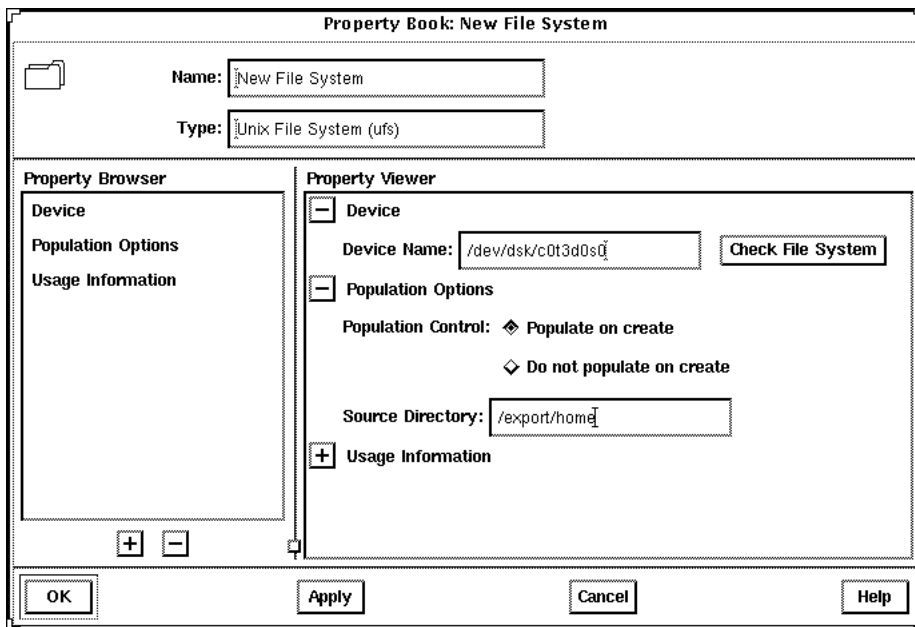 Property Book: New File System
Name: New File System
Type: Unix File System (ufs)
Property Browser
Device
Population Options
Usage Information
+ −
Property Viewer
− Device
Device Name: /dev/dsk/c0t3d0s0 Check File System
− Population Options
Population Control: Populate on create
Do not populate on create
Source Directory: /export/home
+ Usage Information
OK Apply Cancel Help